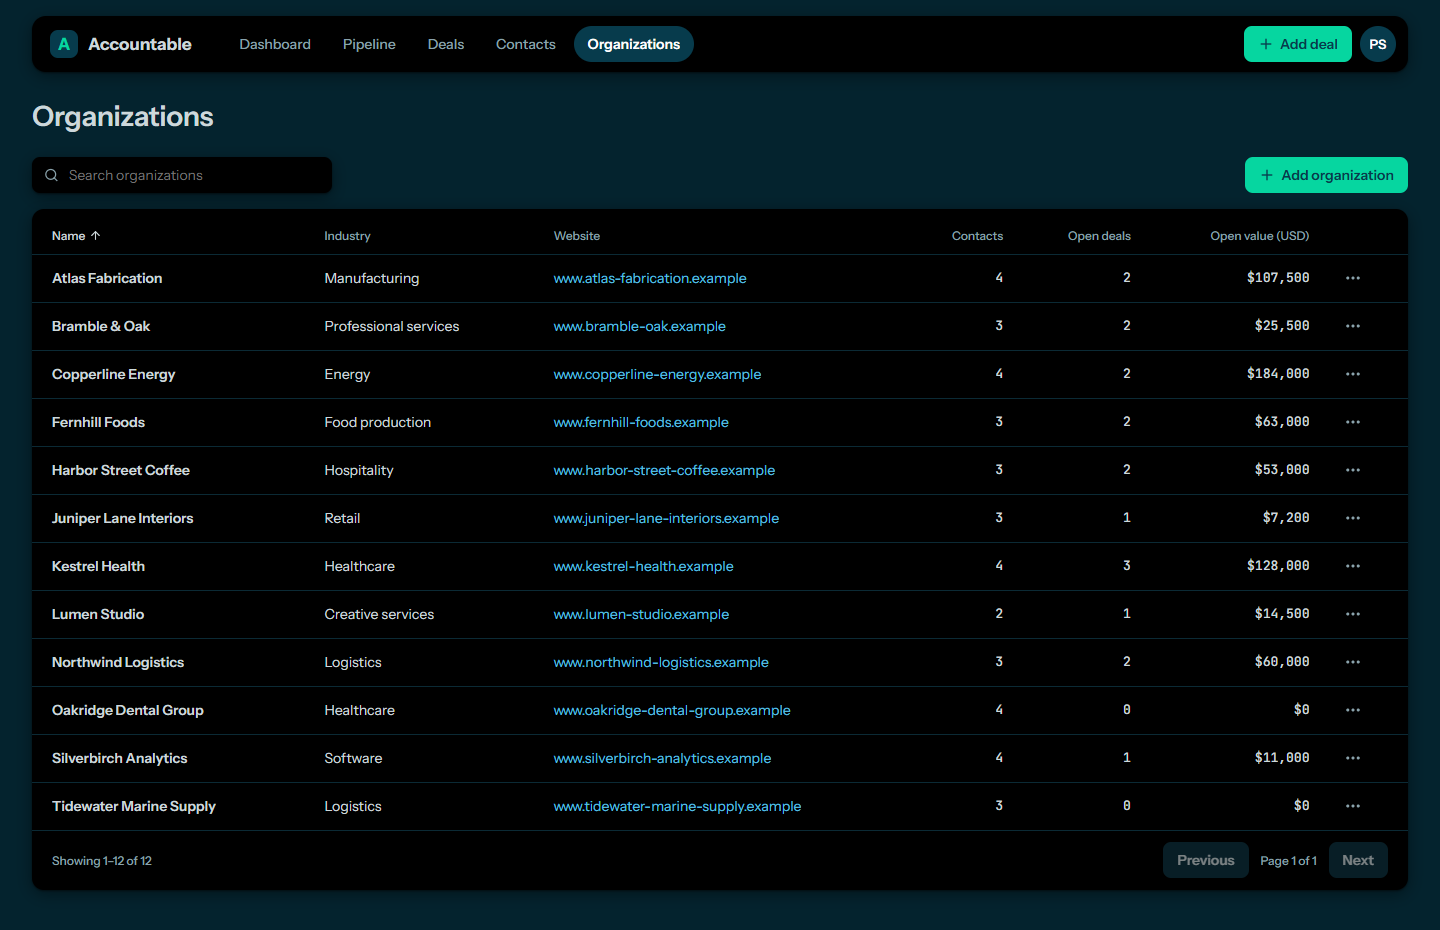 A Accountable Dashboard Pipeline Deals Contacts Organizations + Add deal PS
Organizations
Search organizations + Add organization
Name ↑ Industry Website Contacts Open deals Open value (USD)
Atlas Fabrication Manufacturing www.atlas-fabrication.example 4 2 $107,500 ···
Bramble & Oak Professional services www.bramble-oak.example 3 2 $25,500 ···
Copperline Energy Energy www.copperline-energy.example 4 2 $184,000 ···
Fernhill Foods Food production www.fernhill-foods.example 3 2 $63,000 ···
Harbor Street Coffee Hospitality www.harbor-street-coffee.example 3 2 $53,000 ···
Juniper Lane Interiors Retail www.juniper-lane-interiors.example 3 1 $7,200 ···
Kestrel Health Healthcare www.kestrel-health.example 4 3 $128,000 ···
Lumen Studio Creative services www.lumen-studio.example 2 1 $14,500 ···
Northwind Logistics Logistics www.northwind-logistics.example 3 2 $60,000 ···
Oakridge Dental Group Healthcare www.oakridge-dental-group.example 4 0 $0 ···
Silverbirch Analytics Software www.silverbirch-analytics.example 4 1 $11,000 ···
Tidewater Marine Supply Logistics www.tidewater-marine-supply.example 3 0 $0 ···
Showing 1–12 of 12 Previous Page 1 of 1 Next